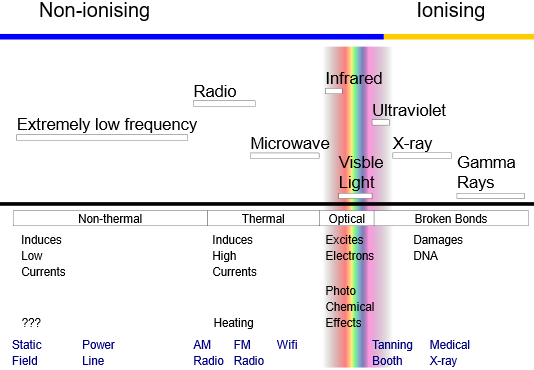 Non-ionising Ionising
Infrared
Radio
Ultraviolet
Extremely low frequency
Microwave X-ray
Visble Gamma
Light Rays
Non-thermal Thermal Optical Broken Bonds
Induces Induces Excites Damages
Low High Electrons DNA
Currents Currents
Photo
Chemical
??? Heating Effects
Static Power AM FM Wifi Tanning Medical
Field Line Radio Radio Booth X-ray